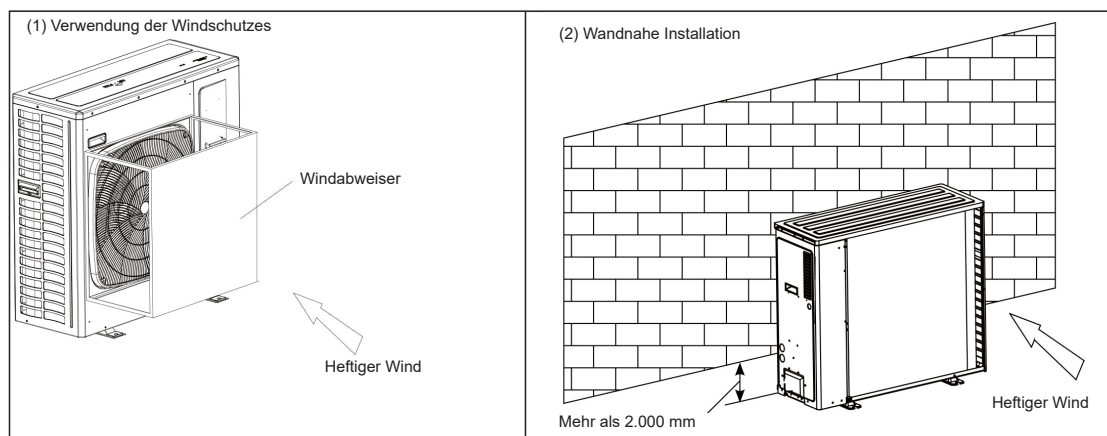 (1) Verwendung der Windschutzes
Windabweiser
Heftiger Wind
(2) Wandnahe Installation
Mehr als 2.000 mm
Heftiger Wind